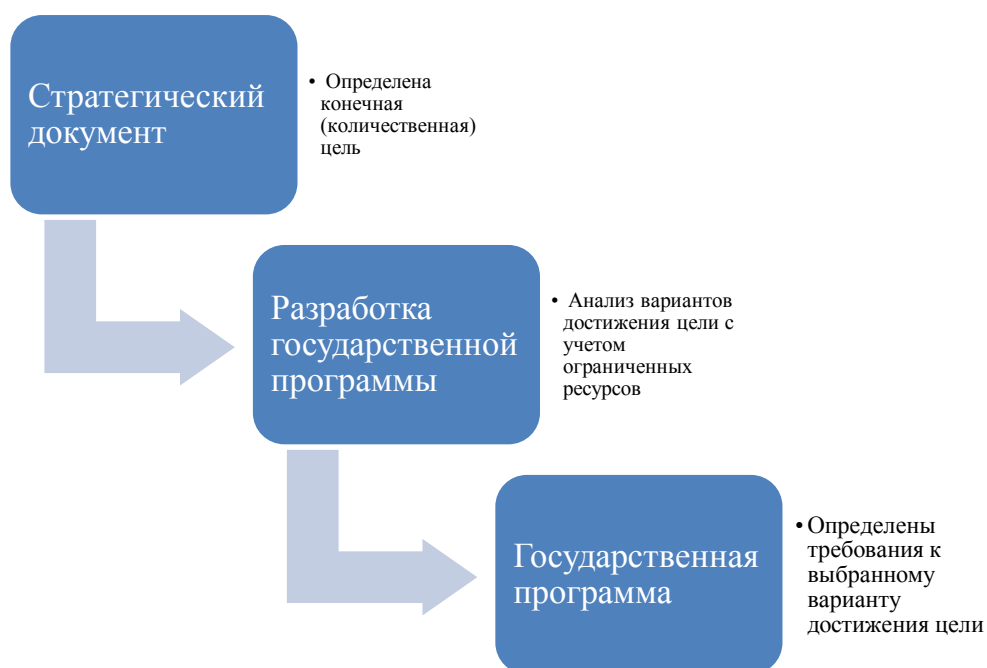 Стратегический
документ
• Определена
конечная
(количественная)
цель
Разработка
государственной
программы
• Анализ вариантов
достижения цели с
учетом
ограниченных
ресурсов
Государственная
программа
• Определены
требования к
выбранному
варианту
достижения цели